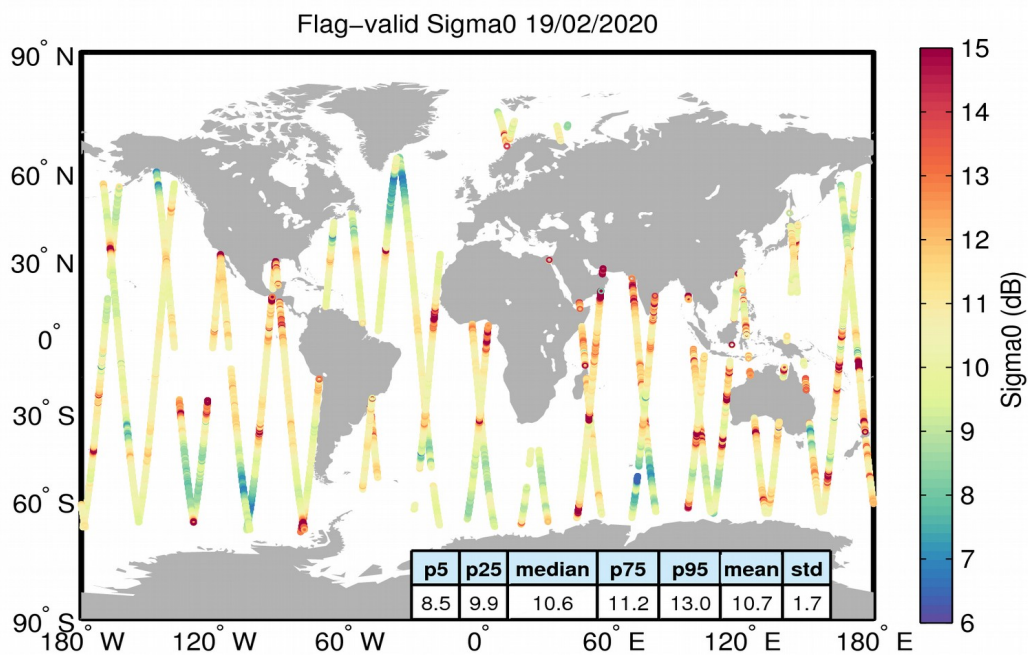 Flag−valid Sigma0 19/02/2020
90° N
60° N
30° N
0°
30° S
60° S
90° S
180° W
120° W
60° W
0°
60° E
120° E
180° E
p5 p25 median p75 p95 mean std
8.5 9.9 10.6 11.2 13.0 10.7 1.7
15
14
13
12
11
10
9
8
7
6
Sigma0 (dB)